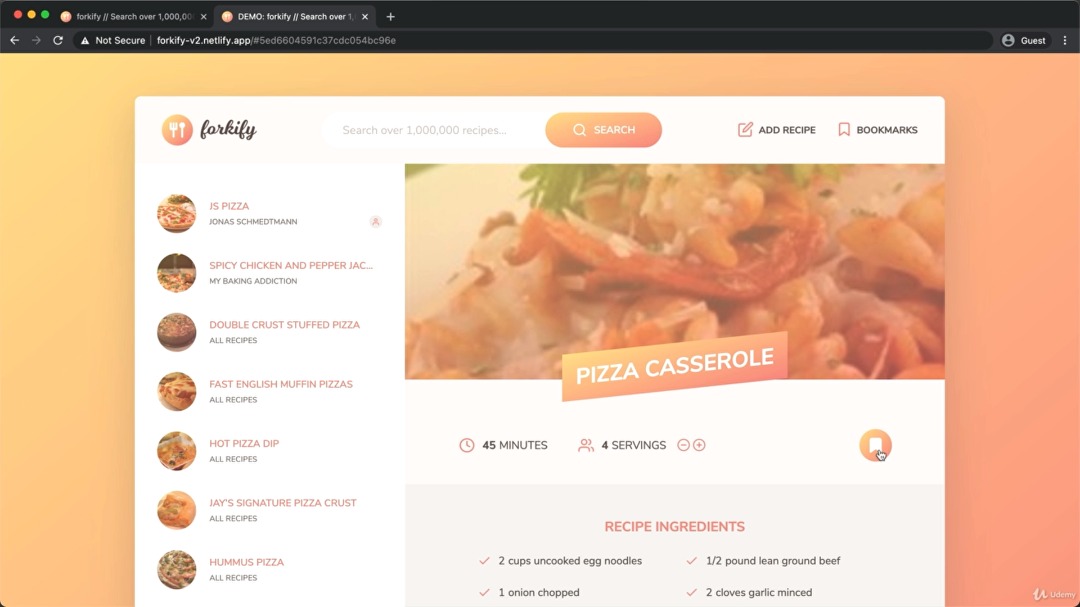 forkify // Search over 1,000,00
DEMO: forkify // Search over 1,
Not Secure
forkify-v2.netlify.app/#5ed6604591c37cdc054bc96e
Guest
forkify
Search over 1,000,000 recipes...
SEARCH
ADD RECIPE
BOOKMARKS
JS PIZZA
JONAS SCHMEDTMANN
SPICY CHICKEN AND PEPPER JAC...
MY BAKING ADDICTION
DOUBLE CRUST STUFFED PIZZA
ALL RECIPES
FAST ENGLISH MUFFIN PIZZAS
ALL RECIPES
HOT PIZZA DIP
ALL RECIPES
JAY'S SIGNATURE PIZZA CRUST
ALL RECIPES
HUMMUS PIZZA
ALL RECIPES
PIZZA CASSEROLE
45 MINUTES
4 SERVINGS
RECIPE INGREDIENTS
2 cups uncooked egg noodles
1/2 pound lean ground beef
1 onion chopped
2 cloves garlic minced
Udemy